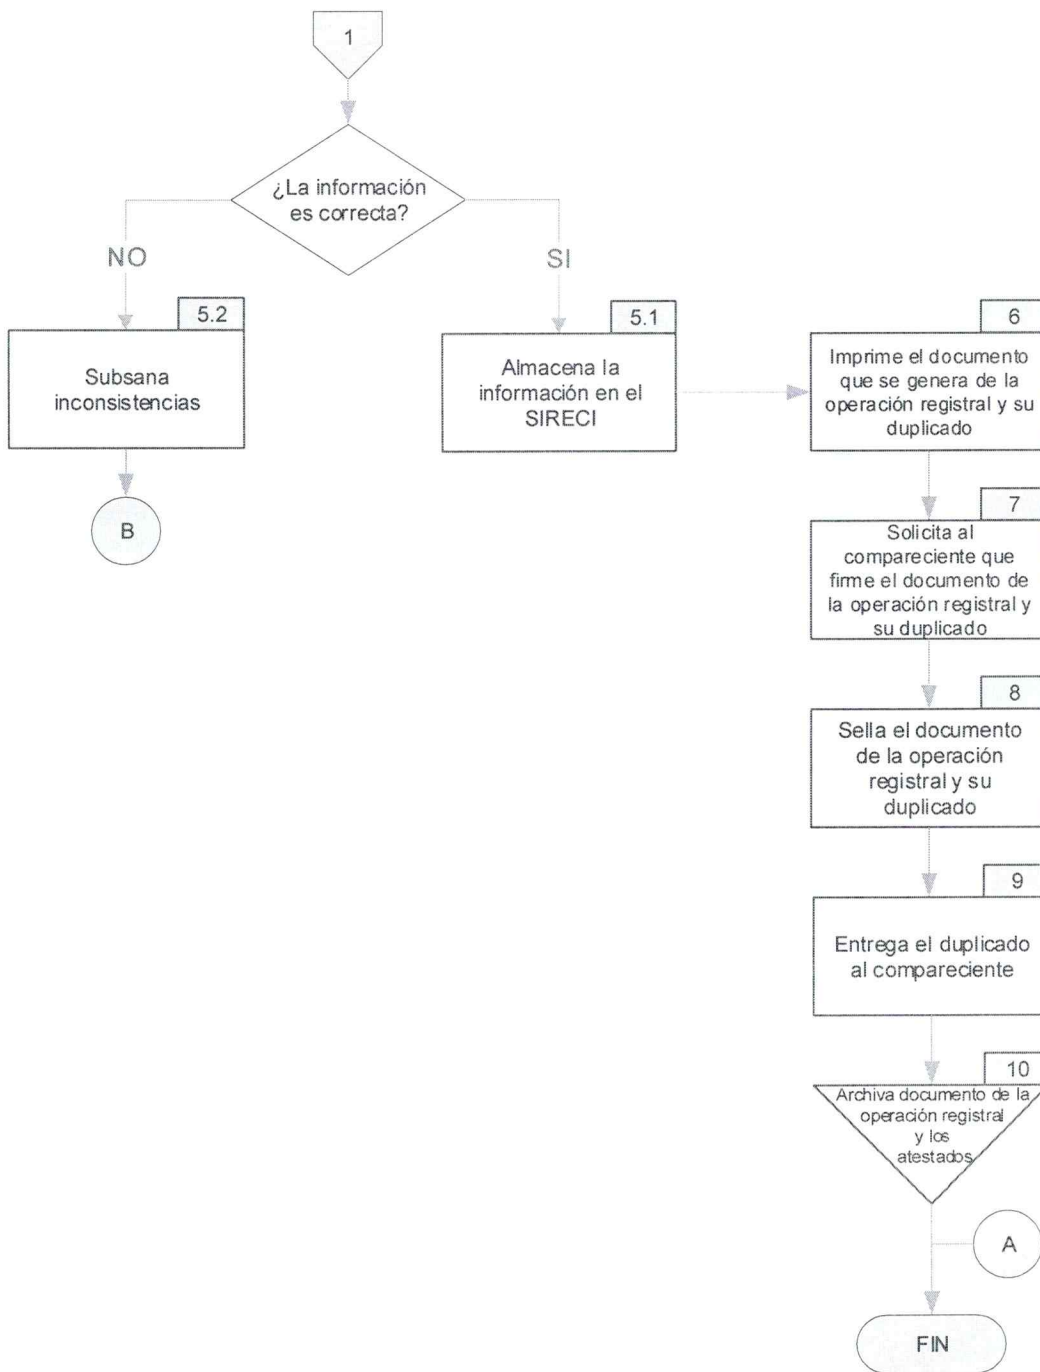 1
¿La información
es correcta?
NO
SI
5.2
Subsana
inconsistencias
B
5.1
Almacena la
información en el
SIRECI
6
Imprime el documento
que se genera de la
operación registral y su
duplicado
7
Solicita al
compareciente que
firme el documento de
la operación registral y
su duplicado
8
Sella el documento
de la operación
registral y su
duplicado
9
Entrega el duplicado
al compareciente
10
Archiva documento de la
operación registral
y los
atestados
A
FIN